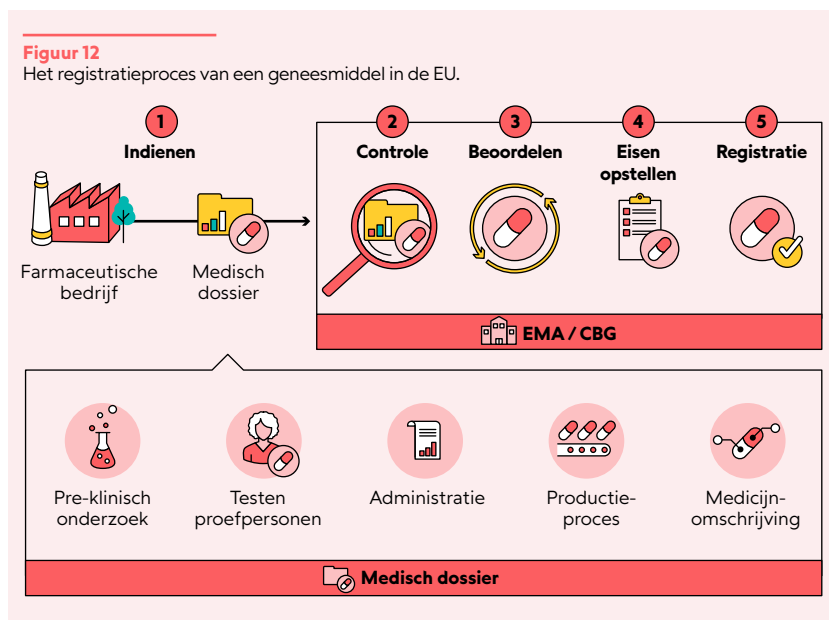 Figuur 12
Het registratieproces van een geneesmiddel in de EU.
1
Indienen
Farmaceutische
bedrijf
Medisch
dossier
2
Controle
3
Beoordelen
4
Eisen
opstellen
5
Registratie
EMA / CBG
Pre-klinisch
onderzoek
Testen
proefpersonen
Administratie
Productie-
proces
Medicijn-
omschrijving
Medisch dossier